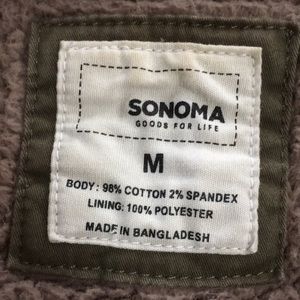 SONOMA
GOODS FOR LIFE
M
BODY: 98% COTTON 2% SPANDEX
LINING: 100% POLYESTER
MADE IN BANGLADESH